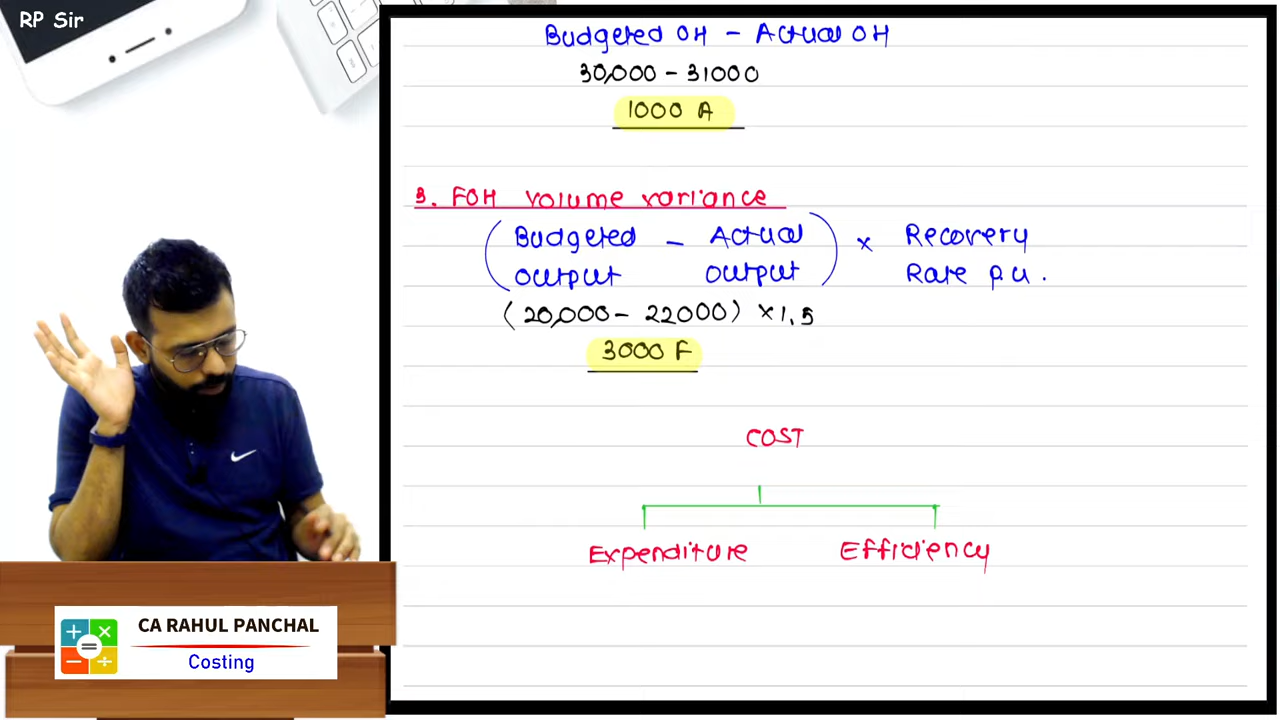 RP Sir
Budgeted OH - Actual OH
30,000 - 31000
1000 A
3. FOH volume variance
(Budgeted output - Actual output) × Recovery Rate p.u.
(20,000 - 22000) × 1.5
3000 F
COST
Expenditure Efficiency
CA RAHUL PANCHAL
Costing